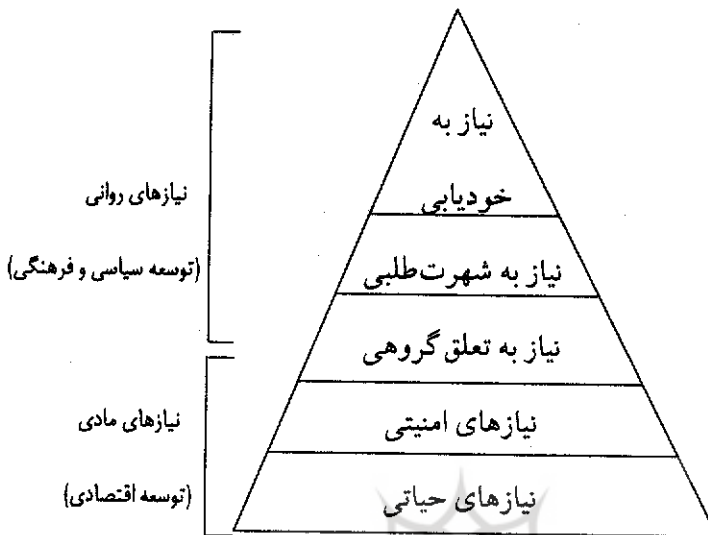 نیاز به
خودیابی
نیاز به شهرت‌طلبی
نیاز به تعلق گروهی
نیازهای امنیتی
نیازهای حیاتی
نیازهای روانی
(توسعه سیاسی و فرهنگی)
نیازهای مادی
(توسعه اقتصادی)